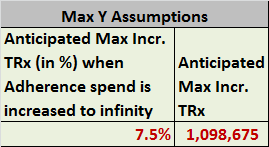 Max Y Assumptions
Anticipated Max Incr.
TRx (in %) when
Adherence spend is
increased to infinity
Anticipated
Max Incr.
TRx
7.5%
1,098,675